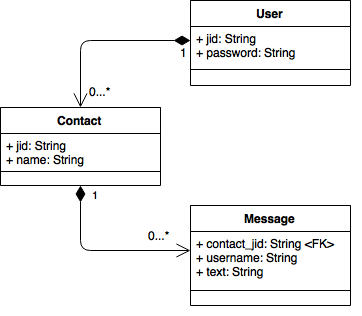 User
+ jid: String
+ password: String
1
0...*
Contact
+ jid: String
+ name: String
1
0...*
Message
+ contact_jid: String <FK>
+ username: String
+ text: String